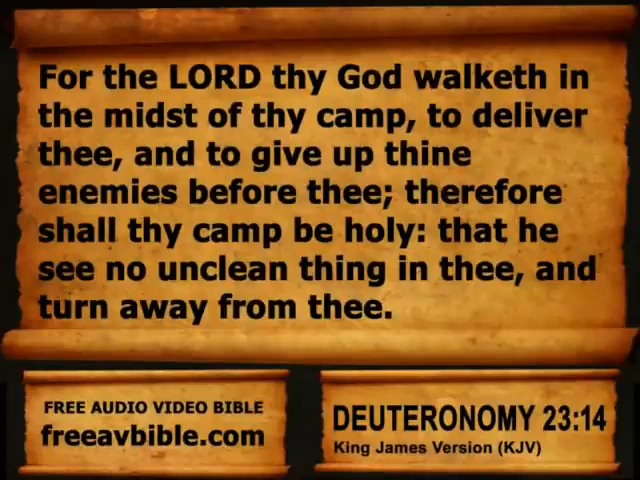 For the LORD thy God walketh in
the midst of thy camp, to deliver
thee, and to give up thine
enemies before thee; therefore
shall thy camp be holy: that he
see no unclean thing in thee, and
turn away from thee.
FREE AUDIO VIDEO BIBLE
freeavbible.com
DEUTERONOMY 23:14
King James Version (KJV)